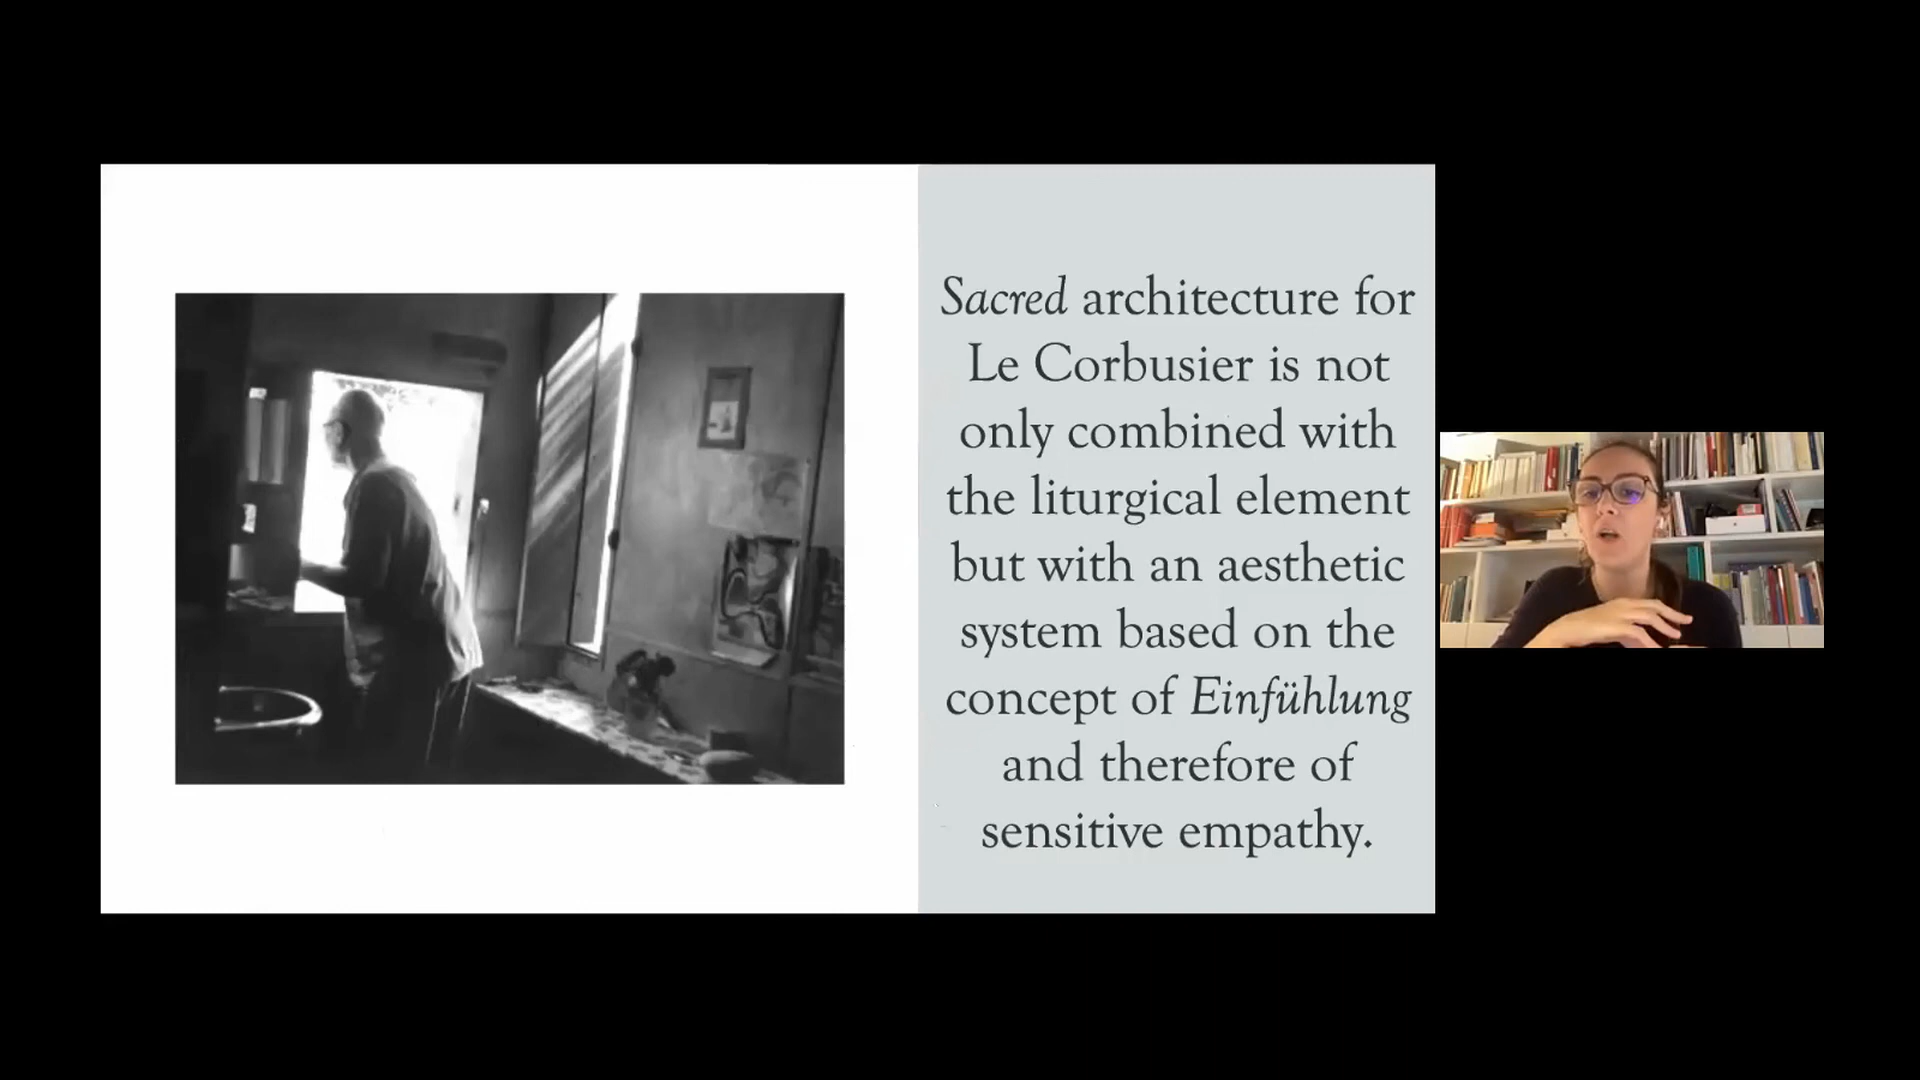 Sacred architecture for
Le Corbusier is not
only combined with
the liturgical element
but with an aesthetic
system based on the
concept of Einfühlung
and therefore of
sensitive empathy.